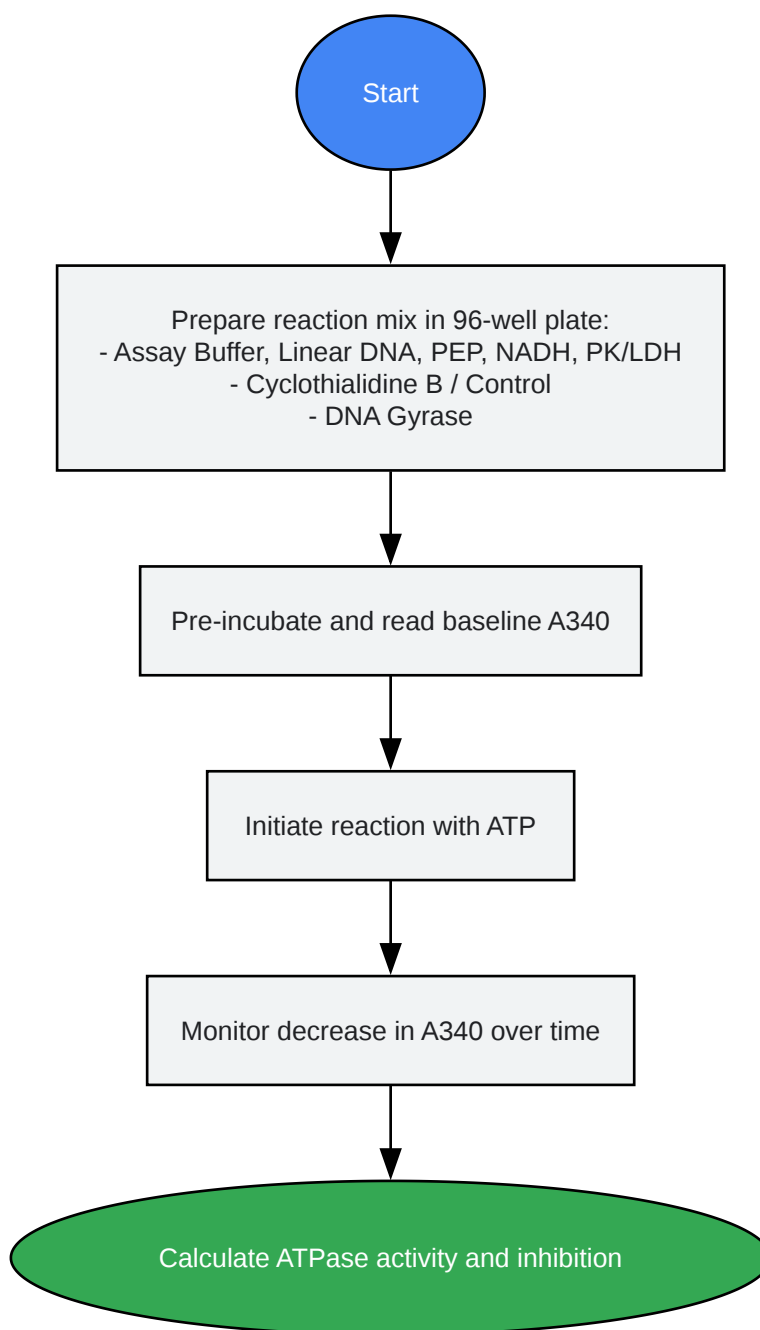 Start
Prepare reaction mix in 96-well plate:
- Assay Buffer, Linear DNA, PEP, NADH, PK/LDH
- Cyclothialidine B / Control
- DNA Gyrase
Pre-incubate and read baseline A340
Initiate reaction with ATP
Monitor decrease in A340 over time
Calculate ATPase activity and inhibition